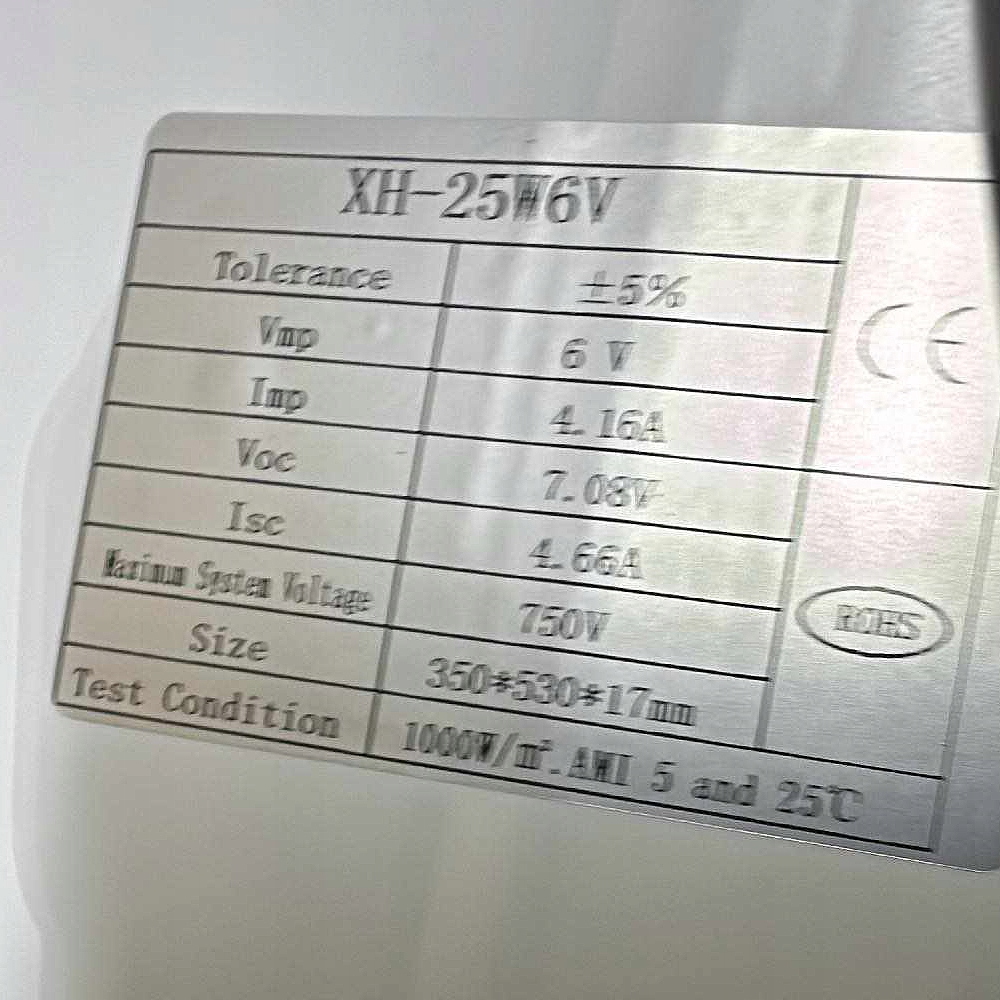 XH-25W6V
Tolerance ±5%
Vmp 6 V
Imp 4.16A
Voc 7.08V
Isc 4.66A
Maximum System Voltage 750V
Size 350*530*17mm
Test Condition 1000W/m².AMI 5 and 25℃
CE
ROHS